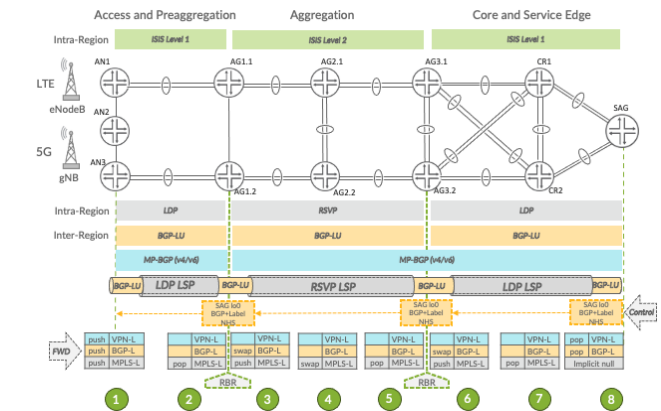 Access and Preaggregation
Aggregation
Core and Service Edge
Intra-Region
ISIS Level 1
ISIS Level 2
ISIS Level 1
AN1
AG1.1
AG2.1
AG3.1
CR1
LTE
eNodeB
AN2
SAG
5G
gNB
AN3
AG1.2
AG2.2
AG3.2
CR2
Intra-Region
LDP
RSVP
LDP
Inter-Region
BGP-LU
BGP-LU
BGP-LU
MP-BGP (v4/v6)
MP-BGP (v4/v6)
BGP-LU
LDP LSP
BGP-LU
RSVP LSP
BGP-LU
LDP LSP
BGP-LU
SAG lo0
BGP+Label
NHS
SAG lo0
BGP+Label
NHS
SAG lo0
BGP+Label
NHS
Control
FWD
push VPN-L
push BGP-L
push MPLS-L
VPN-L
BGP-L
pop MPLS-L
VPN-L
swap BGP-L
push MPLS-L
VPN-L
BGP-L
swap MPLS-L
VPN-L
BGP-L
pop MPLS-L
VPN-L
swap BGP-L
push MPLS-L
VPN-L
BGP-L
pop MPLS-L
pop VPN-L
pop BGP-L
Implicit null
RBR
RBR
1
2
3
4
5
6
7
8